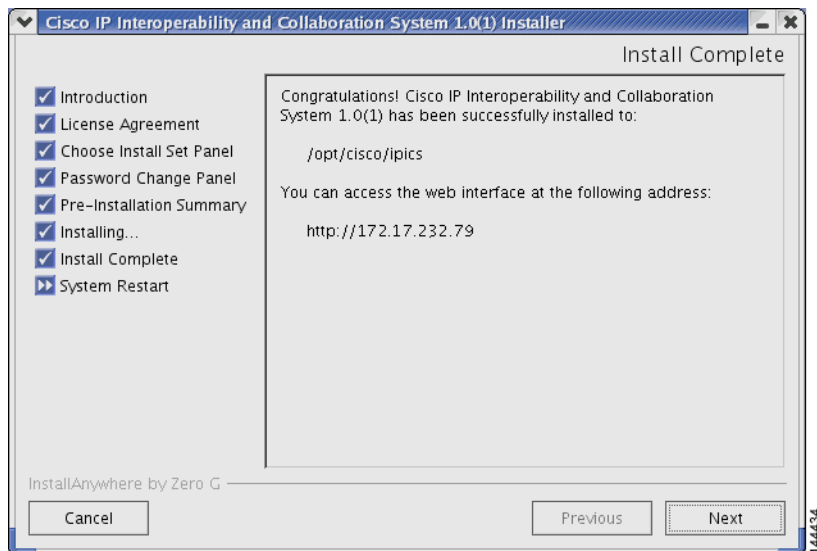 Cisco IP Interoperability and Collaboration System 1.0(1) Installer
Install Complete
Introduction
License Agreement
Choose Install Set Panel
Password Change Panel
Pre-Installation Summary
Installing...
Install Complete
System Restart
Congratulations! Cisco IP Interoperability and Collaboration
System 1.0(1) has been successfully installed to:
/opt/cisco/ipics
You can access the web interface at the following address:
http://172.17.232.79
InstallAnywhere by Zero G
Cancel
Previous
Next
144434